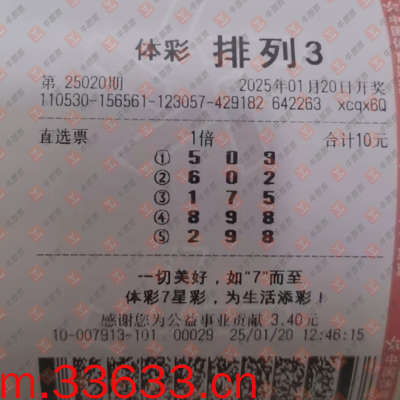 体彩 排列3
第 25020期 2025年01月20日开奖
110530-156561-123057-429182 642263 xcqx6Q
直选票 1倍 合计10元
① 5 0 9
② 6 0 2
③ 1 7 5
④ 8 9 8
⑤ 2 9 8
一切美好，如"7"而至
体彩7星彩，为生活添彩！
感谢您为公益事业贡献 3.40元
10-007913-101 00029 25/01/20 12:46:15
m.33633.cn